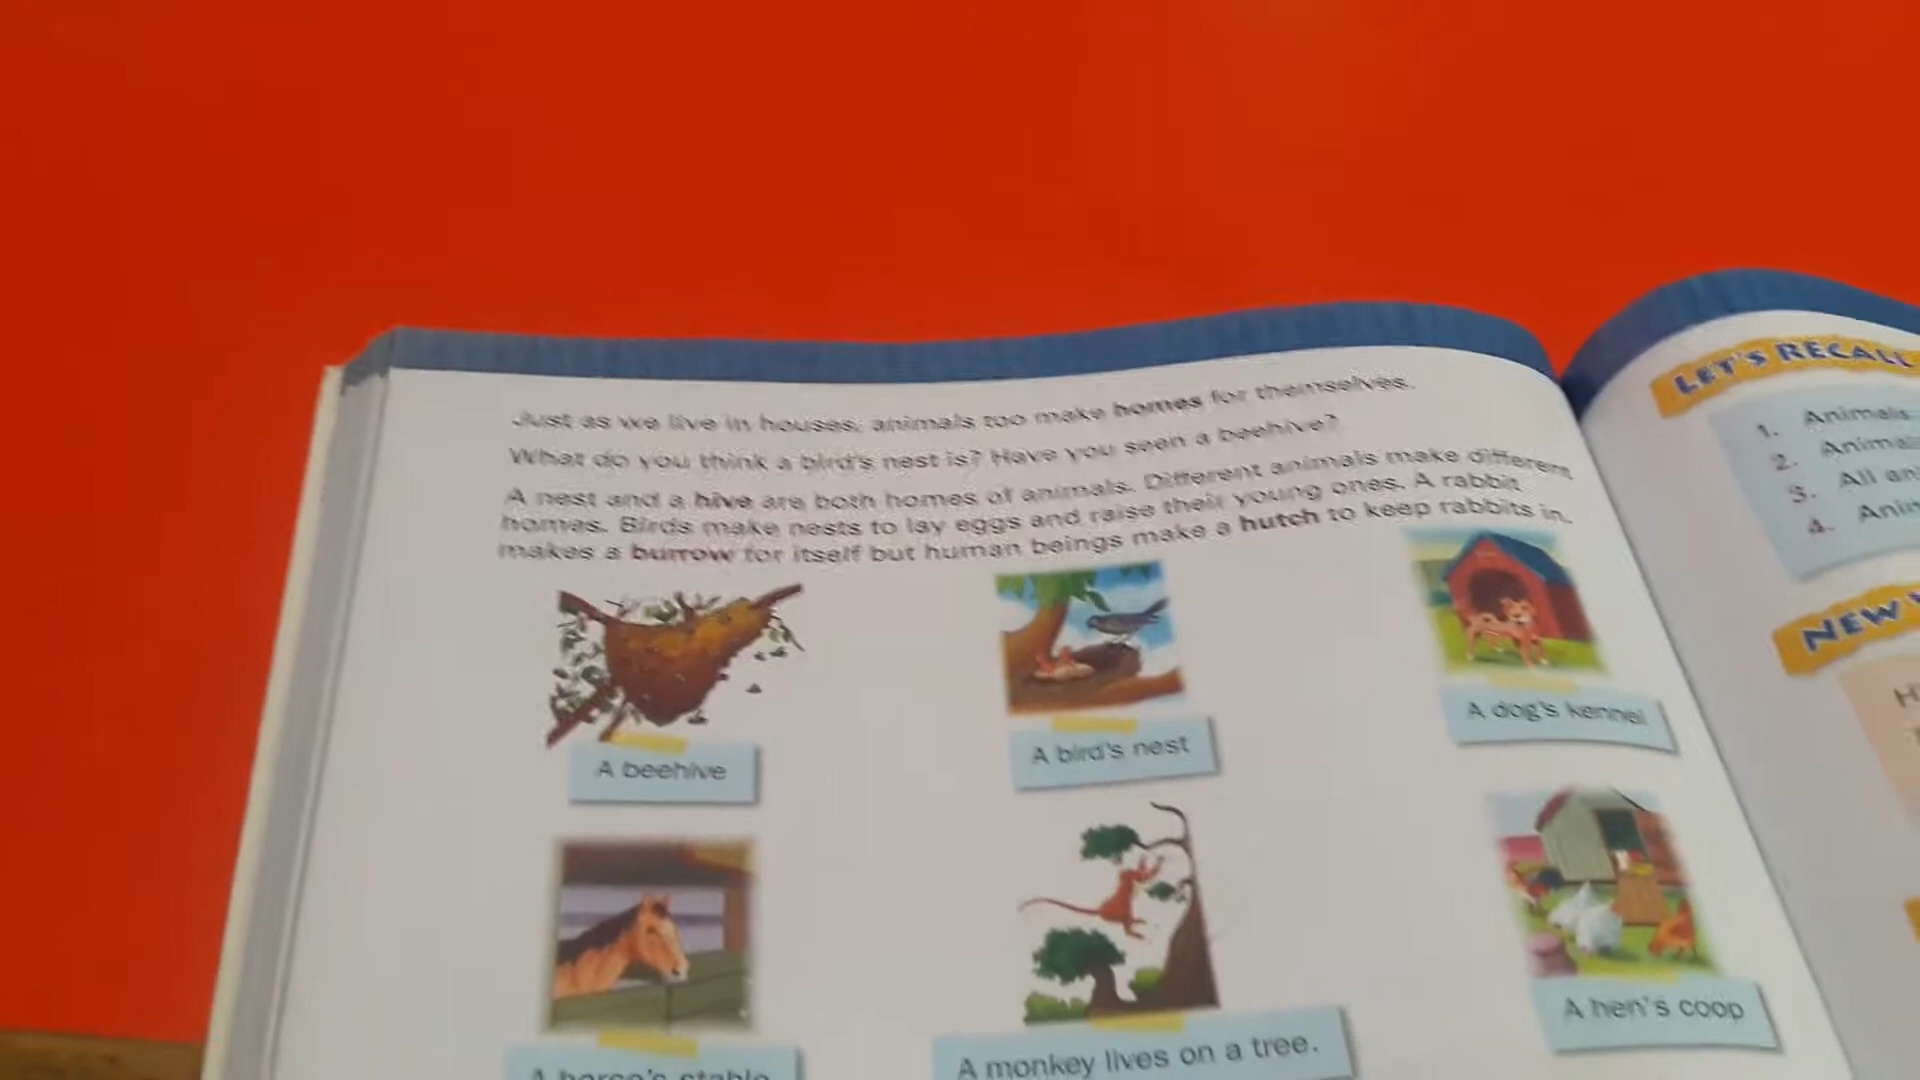 Just as we live in houses, animals too make homes for themselves.
What do you think a bird's nest is? Have you seen a beehive?
A nest and a hive are both homes of animals. Different animals make different
homes. Birds make nests to lay eggs and raise their young ones. A rabbit
makes a burrow for itself but human beings make a hutch to keep rabbits in.
A beehive
A bird's nest
A dog's kennel
A horse's stable
A monkey lives on a tree.
A hen's coop
LET'S RECALL
1. Animals
2. Animals
3. All
4.
NEW